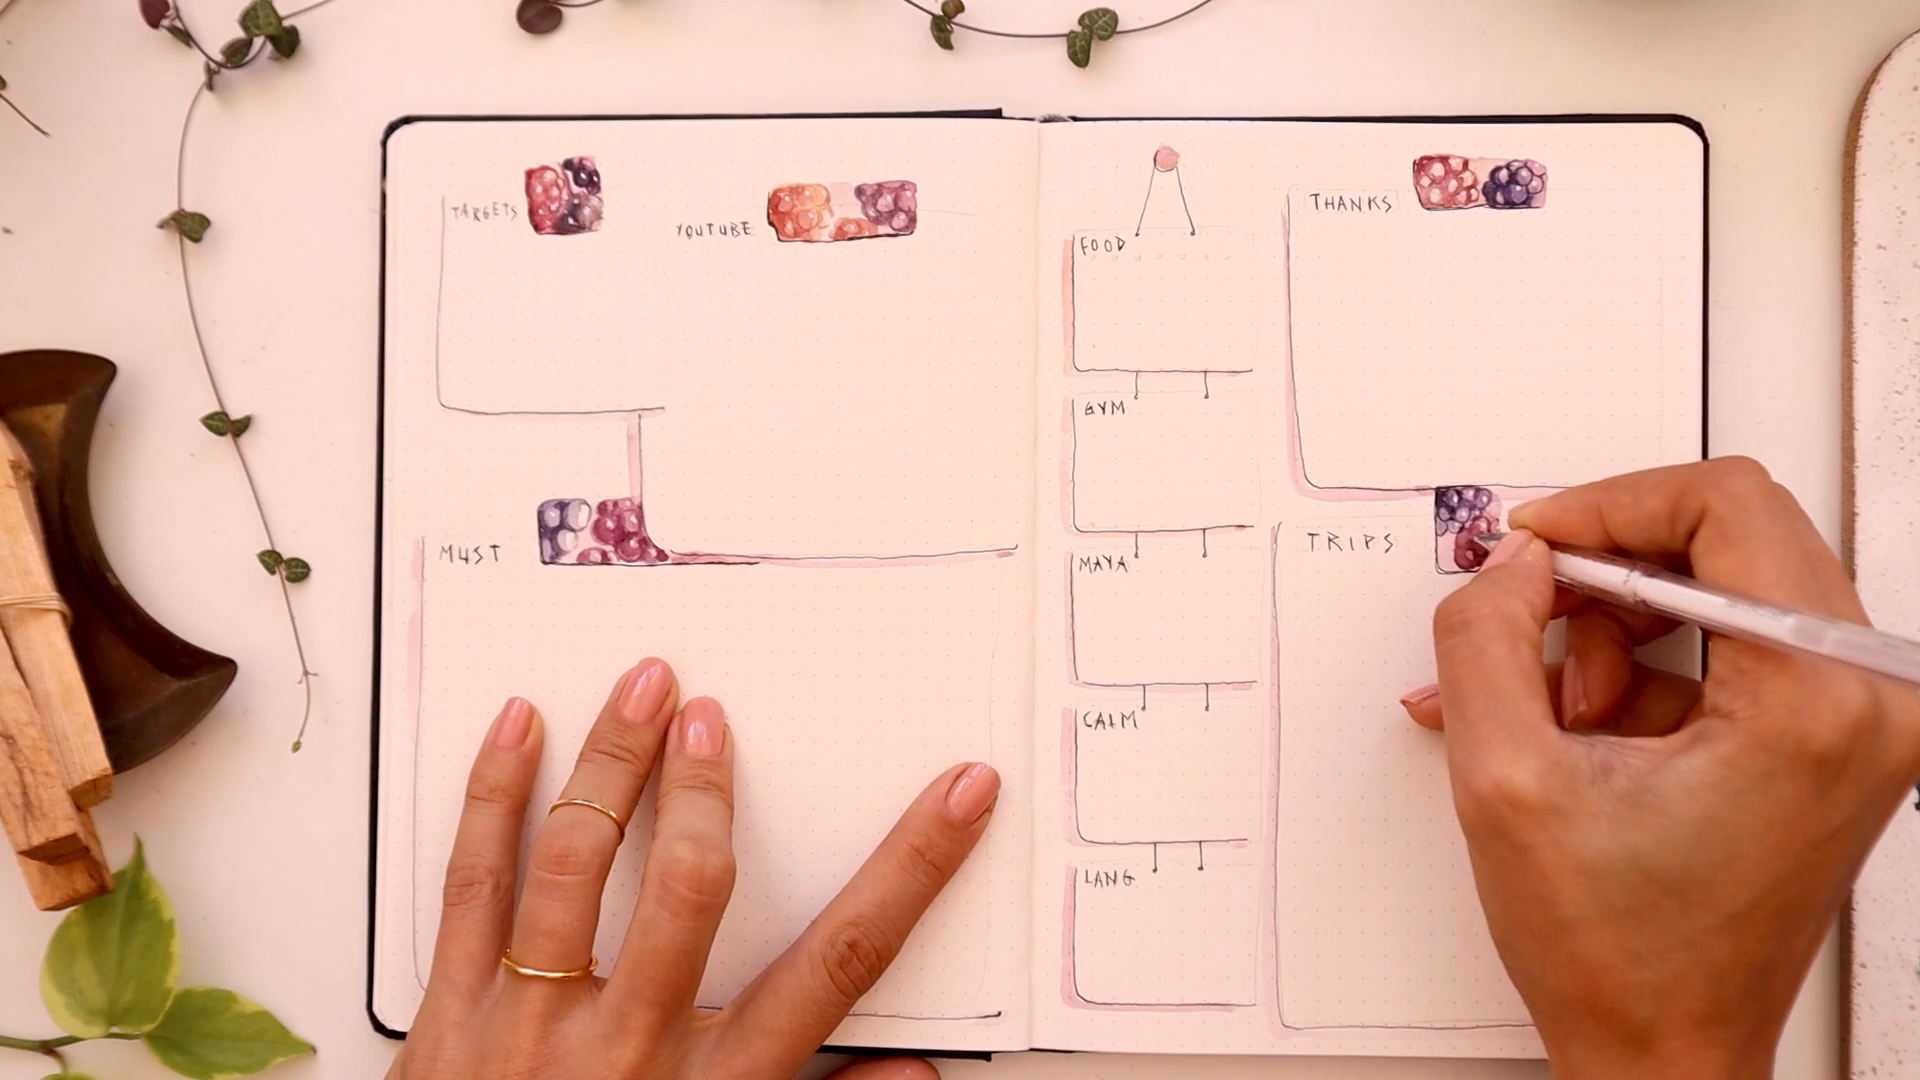 TARGETS
YOUTUBE
MUST
FOOD
GYM
MAYA
CALM
LANG
THANKS
TRIPS